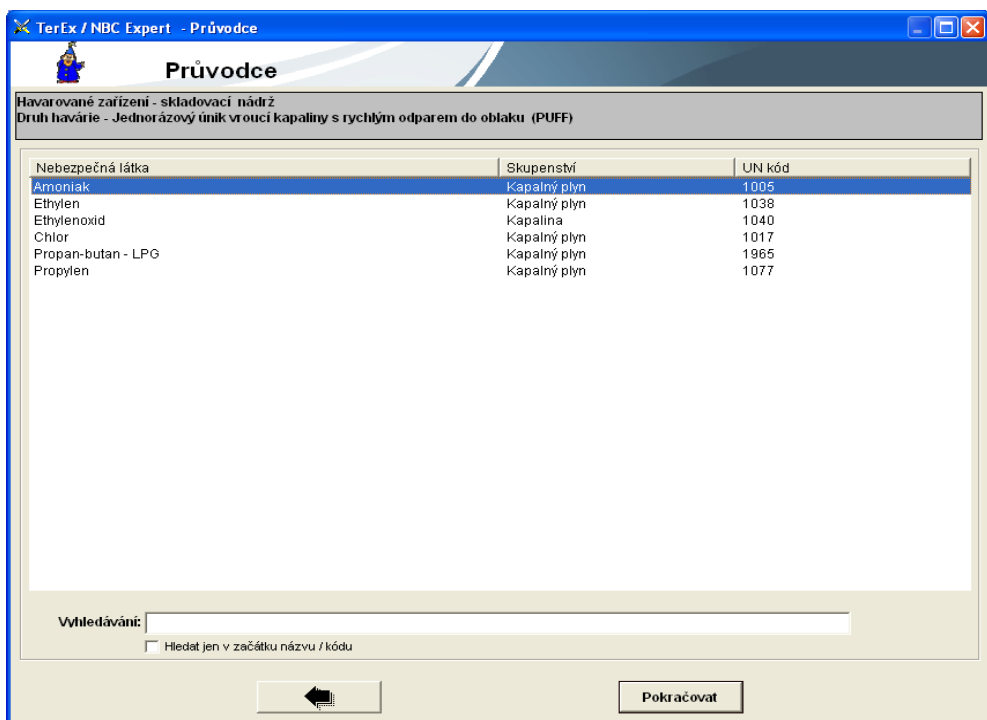 TerEx / NBC Expert - Průvodce
Průvodce
Havarované zařízení - skladovací nádrž
Druh havárie - Jednorázový únik vroucí kapaliny s rychlým odparem do oblaku (PUFF)
Nebezpečná látka Skupenství UN kód
Amoniak Kapalný plyn 1005
Ethylen Kapalný plyn 1038
Ethylenoxid Kapalina 1040
Chlor Kapalný plyn 1017
Propan-butan - LPG Kapalný plyn 1965
Propylen Kapalný plyn 1077
Vyhledávání:
Hledat jen v začátku názvu / kódu
Pokračovat